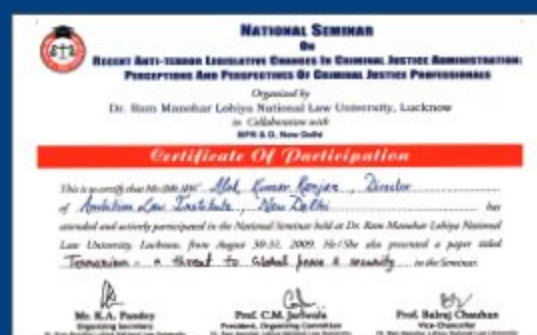 NATIONAL SEMINAR
ON
RECENT ANTI-TERROR LEGISLATIVE CHANGES IN CRIMINAL JUSTICE ADMINISTRATION:
PERCEPTIONS AND PERSPECTIVES OF CRIMINAL JUSTICE PROFESSIONALS
Organized by
Dr. Ram Manohar Lohiya National Law University, Lucknow
in Collaboration with
BPR & D, New Delhi
Certificate Of Participation
This is to certify that Alok Kumar Ranjan, Director
of Ambition Law Institute, New Delhi has
attended and actively participated in the National Seminar held at Dr. Ram Manohar Lohiya National
Law University, Lucknow, from August 30-31, 2009. He/She also presented a paper titled
Terrorism - a threat to Global peace & security in the Seminar.
Mr. K.A. Pandey
Prof. C.M. Jariwala
Prof. Balraj Chauhan
Organizing Secretary
President, Organizing Committee
Vice-Chancellor